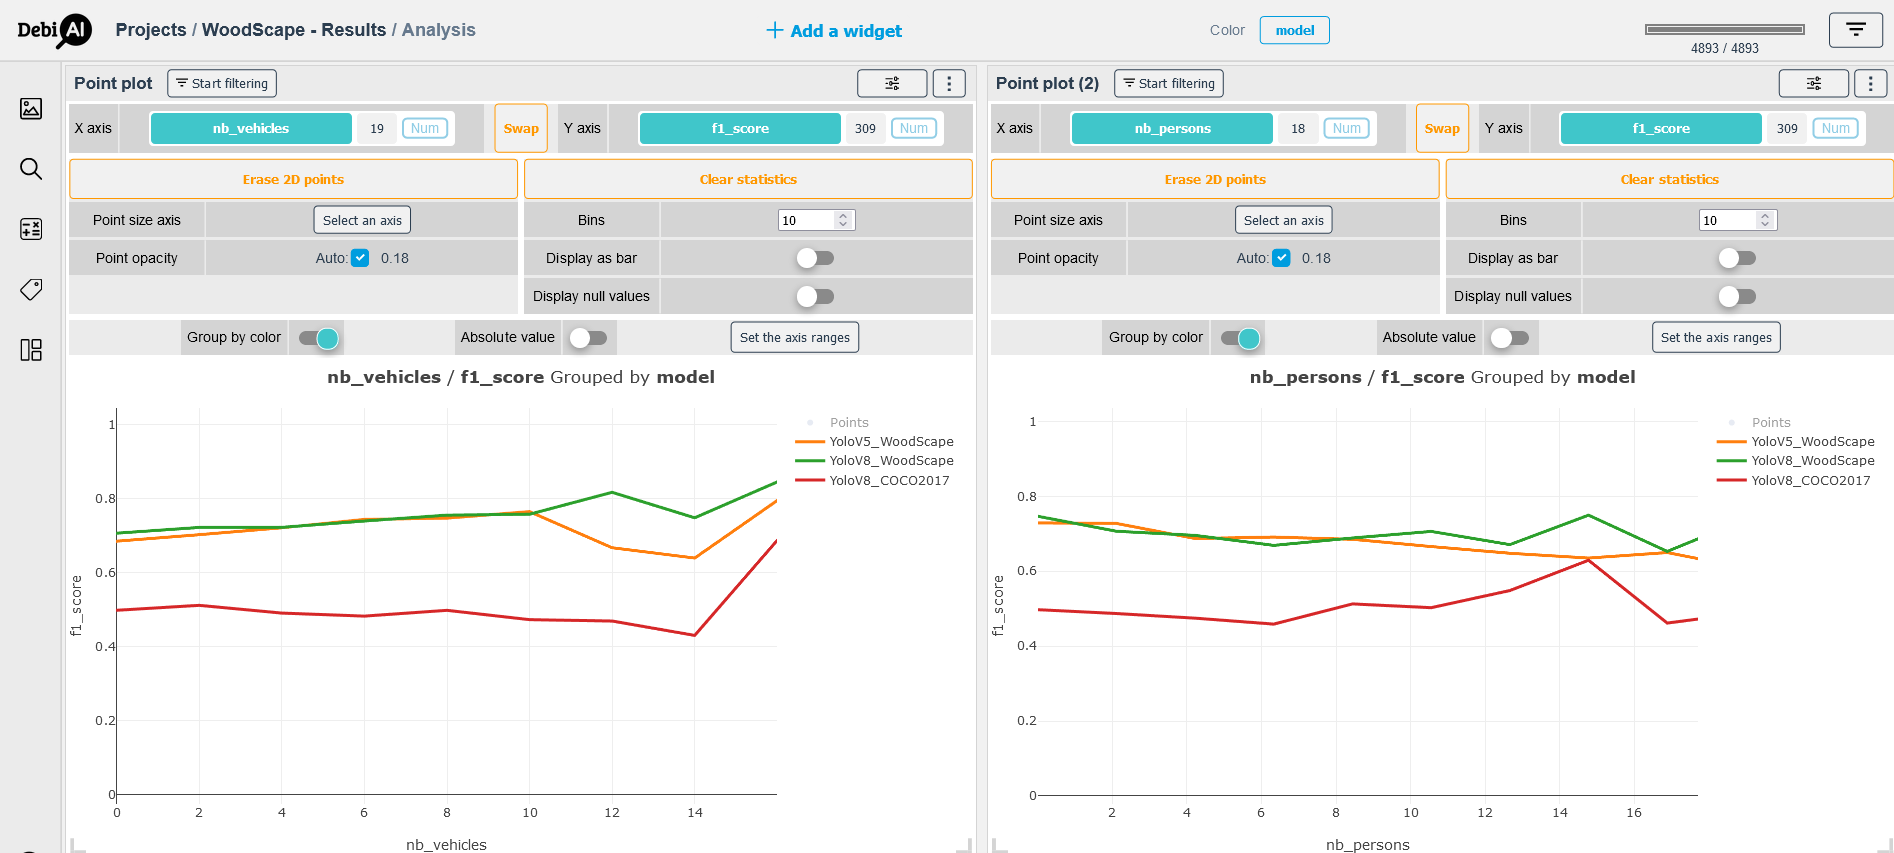 Debi AI
Projects / WoodScape - Results / Analysis
+ Add a widget
Color model
4893 / 4893
Point plot
Start filtering
X axis nb_vehicles 19 Num Swap Y axis f1_score 309 Num
Erase 2D points Clear statistics
Point size axis Select an axis Bins 10
Point opacity Auto: 0.18 Display as bar
Display null values
Group by color Absolute value Set the axis ranges
nb_vehicles / f1_score Grouped by model
Points
YoloV5_WoodScape
YoloV8_WoodScape
YoloV8_COCO2017
1
0.8
0.6
0.4
0.2
0
f1_score
0 2 4 6 8 10 12 14
nb_vehicles
Point plot (2)
Start filtering
X axis nb_persons 18 Num Swap Y axis f1_score 309 Num
Erase 2D points Clear statistics
Point size axis Select an axis Bins 10
Point opacity Auto: 0.18 Display as bar
Display null values
Group by color Absolute value Set the axis ranges
nb_persons / f1_score Grouped by model
Points
YoloV5_WoodScape
YoloV8_WoodScape
YoloV8_COCO2017
1
0.8
0.6
0.4
0.2
0
f1_score
2 4 6 8 10 12 14 16
nb_persons